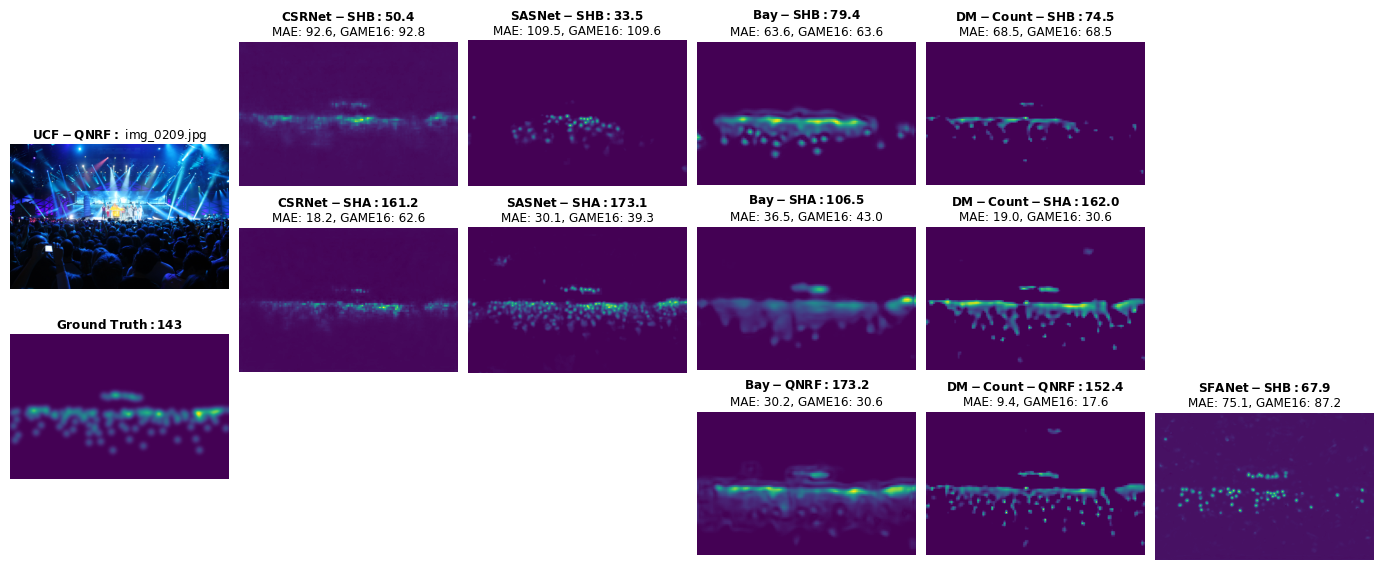 CSRNet − SHB : 50.4
MAE: 92.6, GAME16: 92.8
SASNet − SHB : 33.5
MAE: 109.5, GAME16: 109.6
Bay − SHB : 79.4
MAE: 63.6, GAME16: 63.6
DM − Count − SHB : 74.5
MAE: 68.5, GAME16: 68.5
UCF − QNRF : img_0209.jpg
CSRNet − SHA : 161.2
MAE: 18.2, GAME16: 62.6
SASNet − SHA : 173.1
MAE: 30.1, GAME16: 39.3
Bay − SHA : 106.5
MAE: 36.5, GAME16: 43.0
DM − Count − SHA : 162.0
MAE: 19.0, GAME16: 30.6
Ground Truth : 143
Bay − QNRF : 173.2
MAE: 30.2, GAME16: 30.6
DM − Count − QNRF : 152.4
MAE: 9.4, GAME16: 17.6
SFANet − SHB : 67.9
MAE: 75.1, GAME16: 87.2